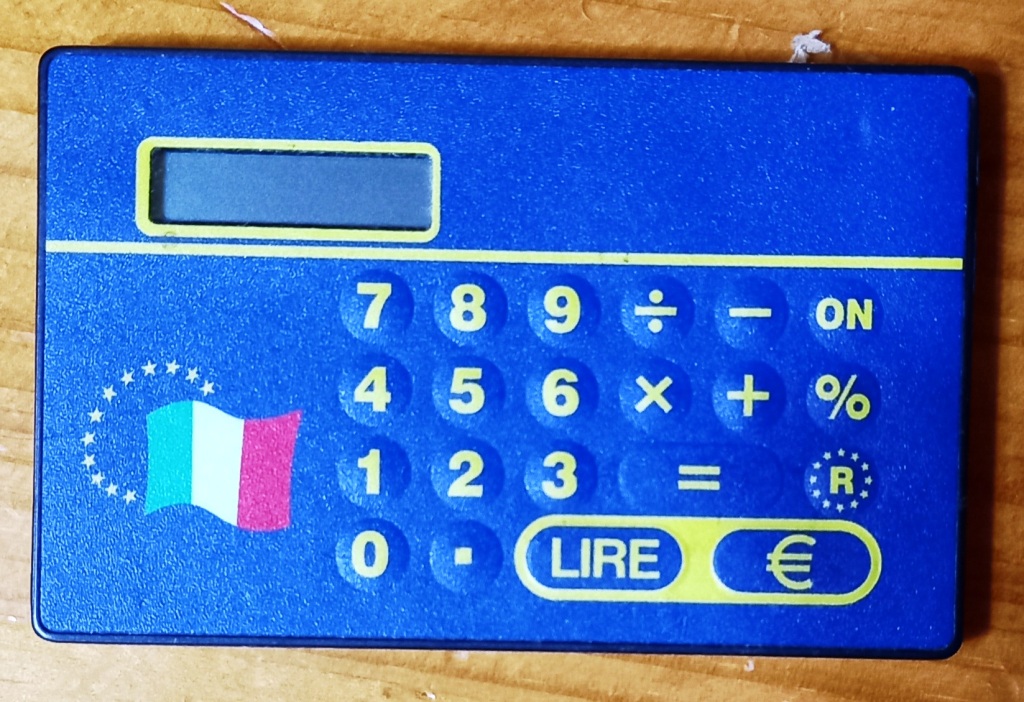 7 8 9 ÷ − ON
4 5 6 × + %
1 2 3 = R
0 . LIRE €